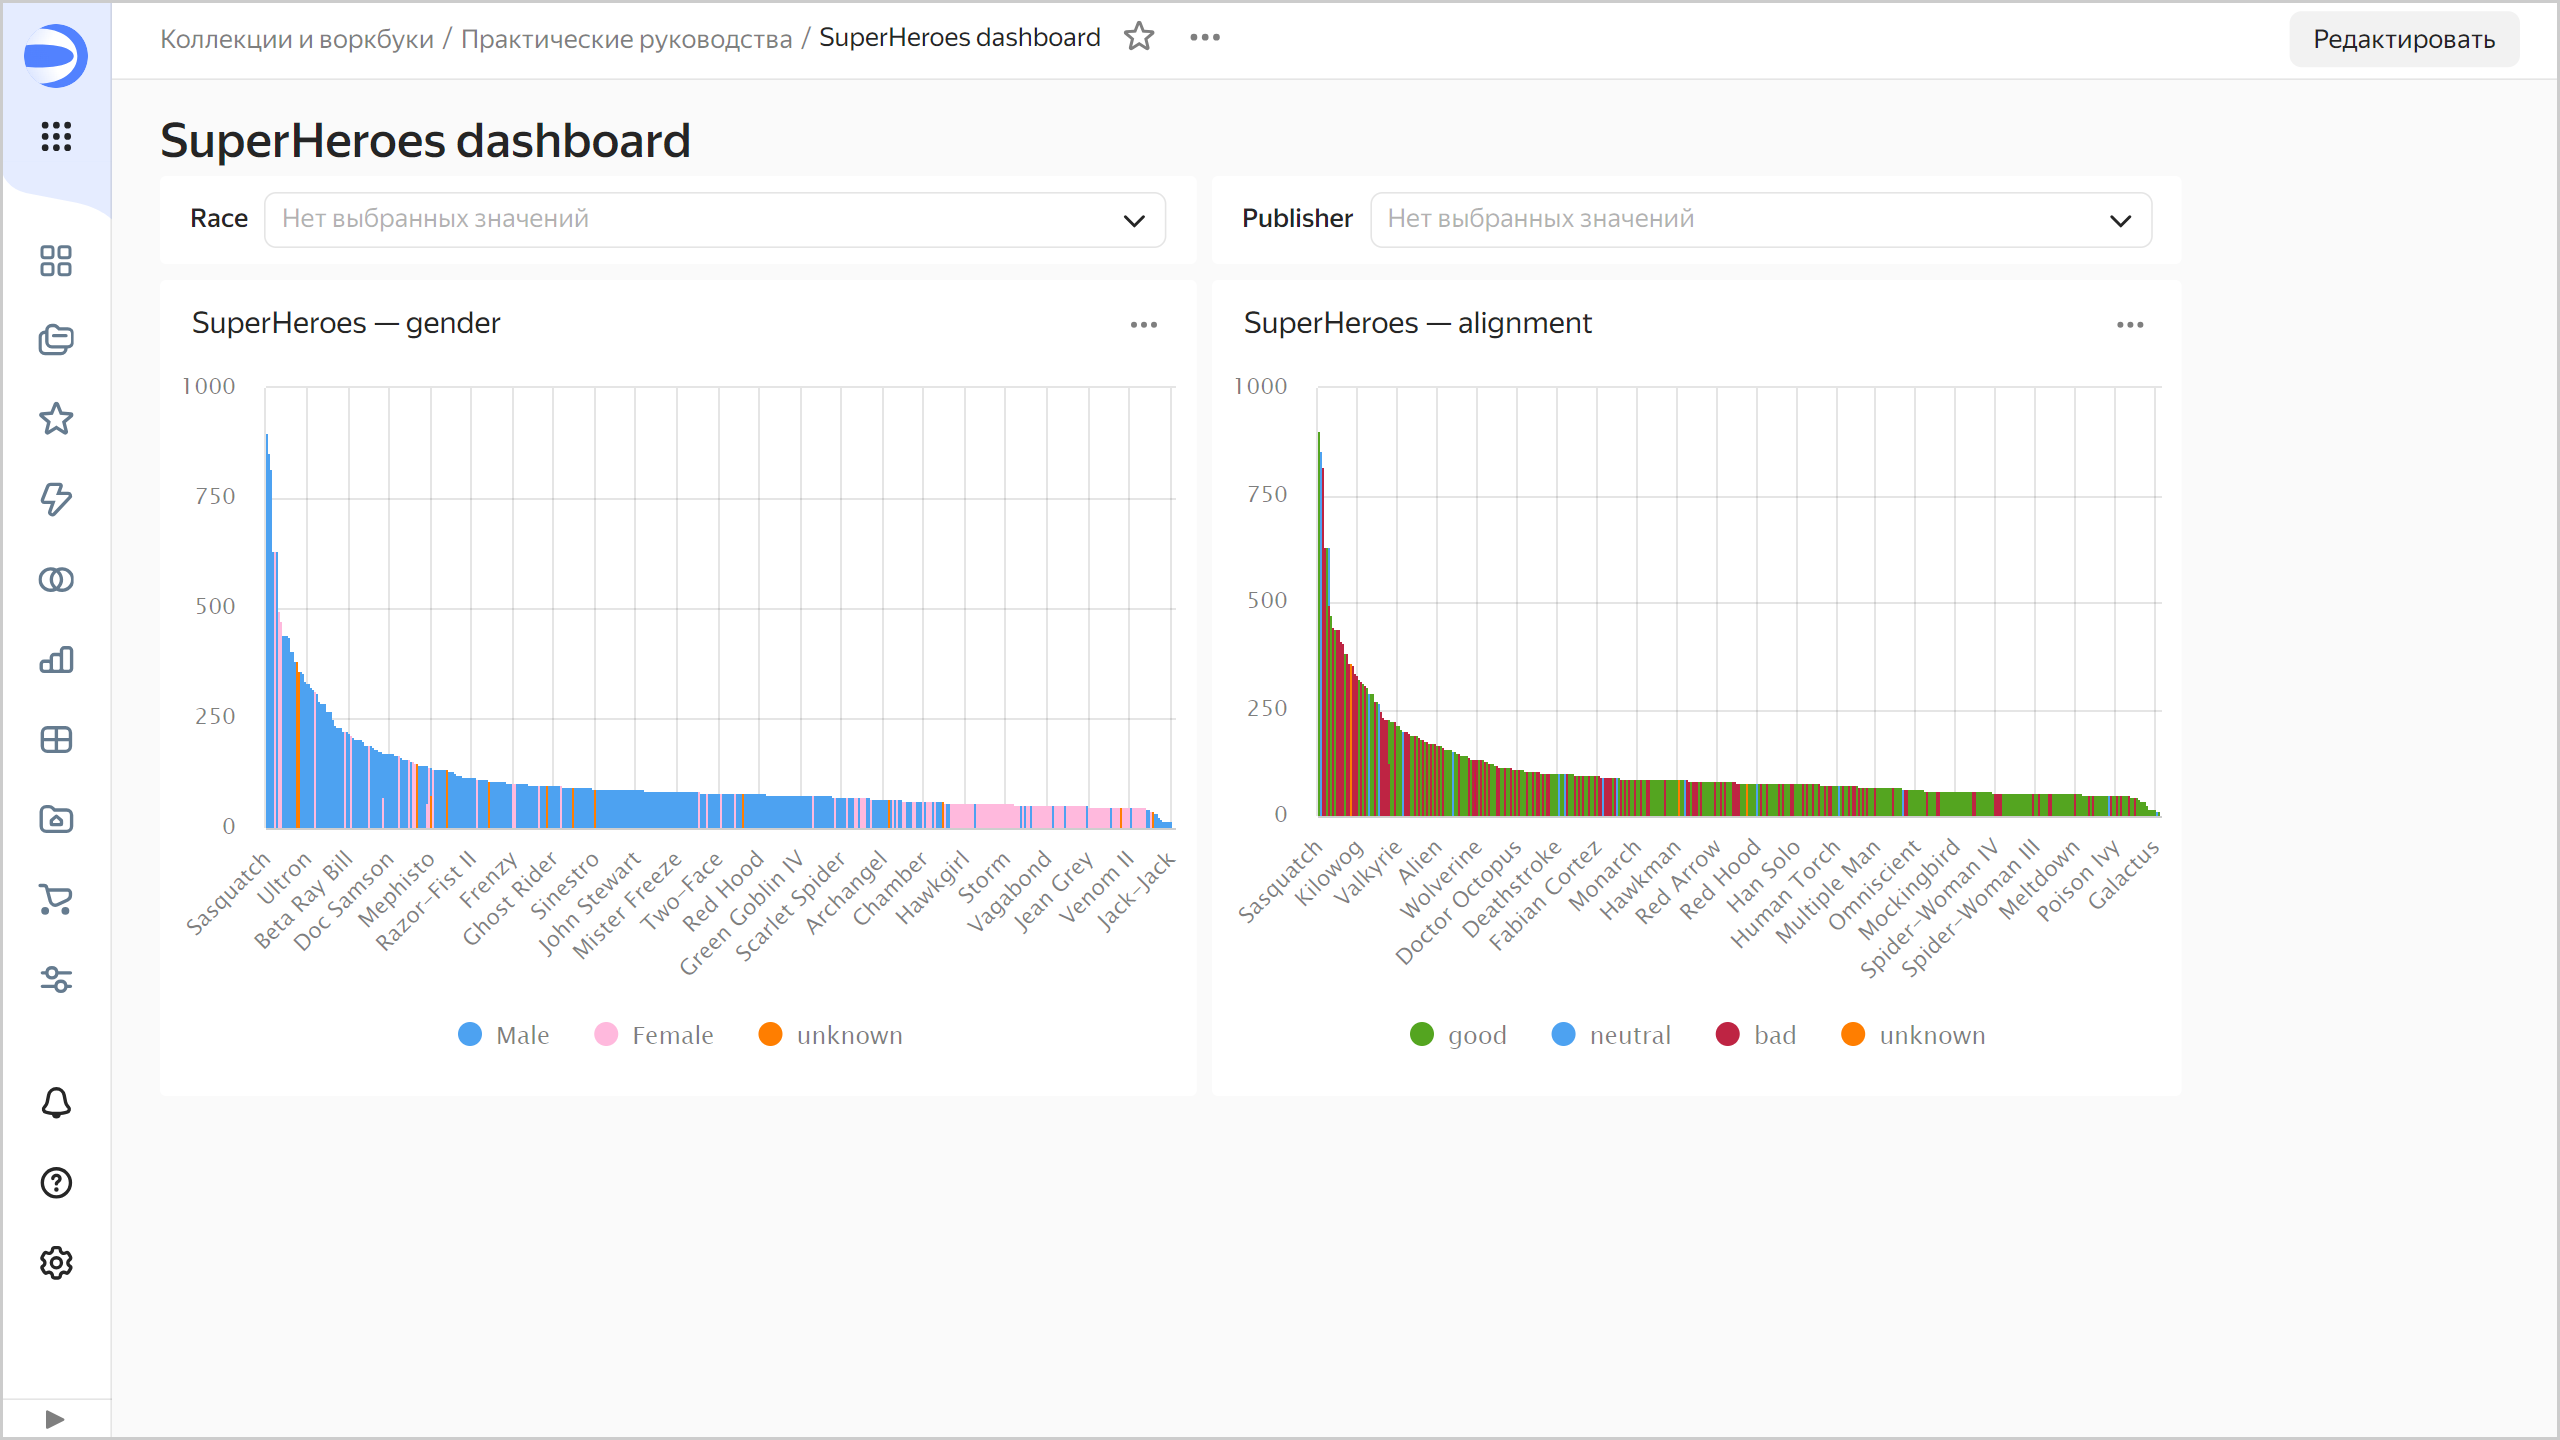 Коллекции и воркбуки / Практические руководства / SuperHeroes dashboard
Редактировать
SuperHeroes dashboard
Race
Нет выбранных значений
Publisher
Нет выбранных значений
SuperHeroes — gender
1000
750
500
250
0
Sasquatch
Ultron
Beta Ray Bill
Doc Samson
Mephisto
Razor-Fist II
Frenzy
Ghost Rider
Sinestro
John Stewart
Mister Freeze
Two-Face
Red Hood
Green Goblin IV
Scarlet Spider
Archangel
Chamber
Hawkgirl
Storm
Vagabond
Jean Grey
Venom II
Jack-Jack
Male
Female
unknown
SuperHeroes — alignment
1000
750
500
250
0
Sasquatch
Kilowog
Valkyrie
Alien
Wolverine
Doctor Octopus
Deathstroke
Fabian Cortez
Monarch
Hawkman
Red Arrow
Red Hood
Han Solo
Human Torch
Multiple Man
Omniscient
Mockingbird
Spider-Woman IV
Spider-Woman III
Meltdown
Poison Ivy
Galactus
good
neutral
bad
unknown